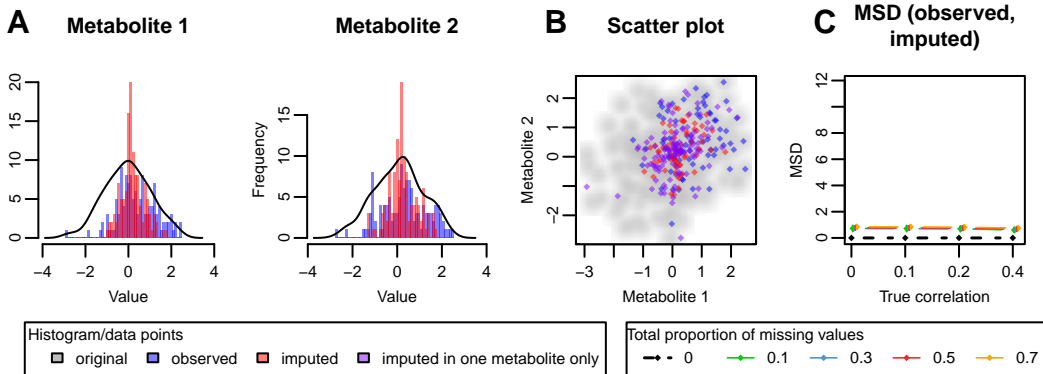 A
Metabolite 1
20
15
10
5
0
−4
−2
0
2
4
Value
Metabolite 2
Frequency
15
10
5
0
−4
−2
0
2
4
Value
B
Scatter plot
Metabolite 2
2
1
0
−2
−3
−1
0
1
2
Metabolite 1
C
MSD (observed,
imputed)
MSD
12
8
6
4
2
0
0
0.1
0.2
0.4
True correlation
Histogram/data points
original
observed
imputed
imputed in one metabolite only
Total proportion of missing values
0
0.1
0.3
0.5
0.7